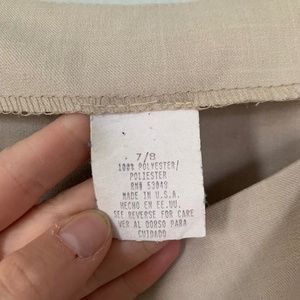 7/8
100% POLYESTER/
POLIESTER
RN# 53048
MADE IN U.S.A.
HECHO EN EE.UU.
SEE REVERSE FOR CARE
VER AL DORSO PARA
CUIDADO